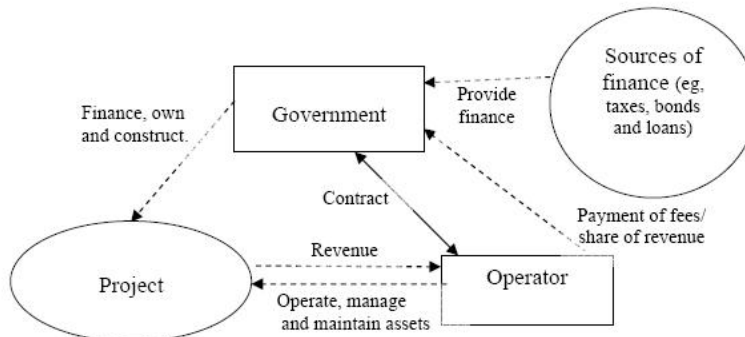 Sources of
finance (eg,
taxes, bonds
and loans)
Government
Provide
finance
Finance, own
and construct.
Contract
Payment of fees/
share of revenue
Revenue
Operator
Project
Operate, manage
and maintain assets